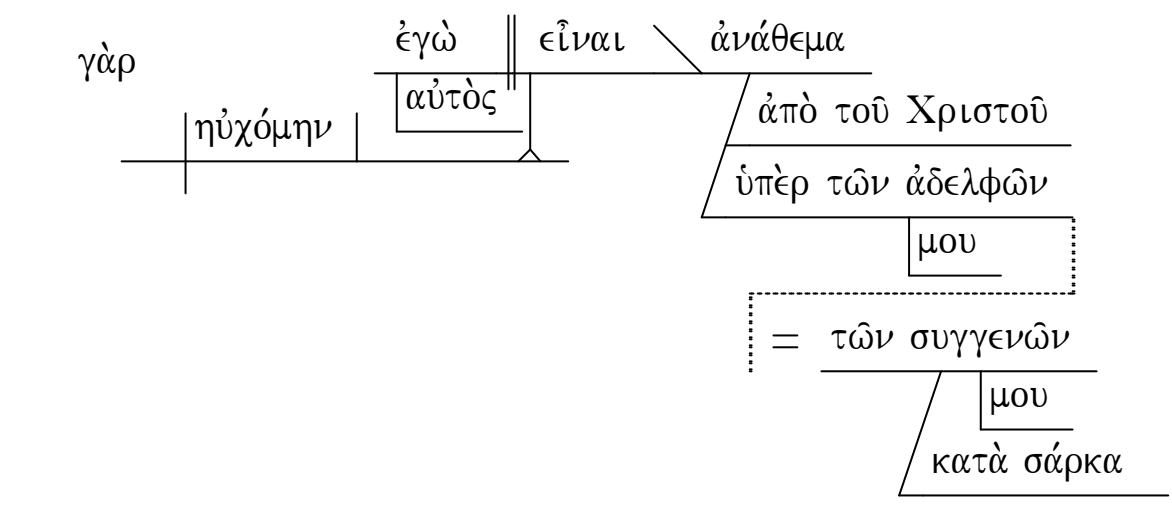 γὰρ ἐγὼ εἶναι ἀνάθεμα
αὐτὸς ἀπὸ τοῦ Χριστοῦ
ηὐχόμην
ὑπὲρ τῶν ἀδελφῶν
μου
= τῶν συγγενῶν
μου
κατὰ σάρκα